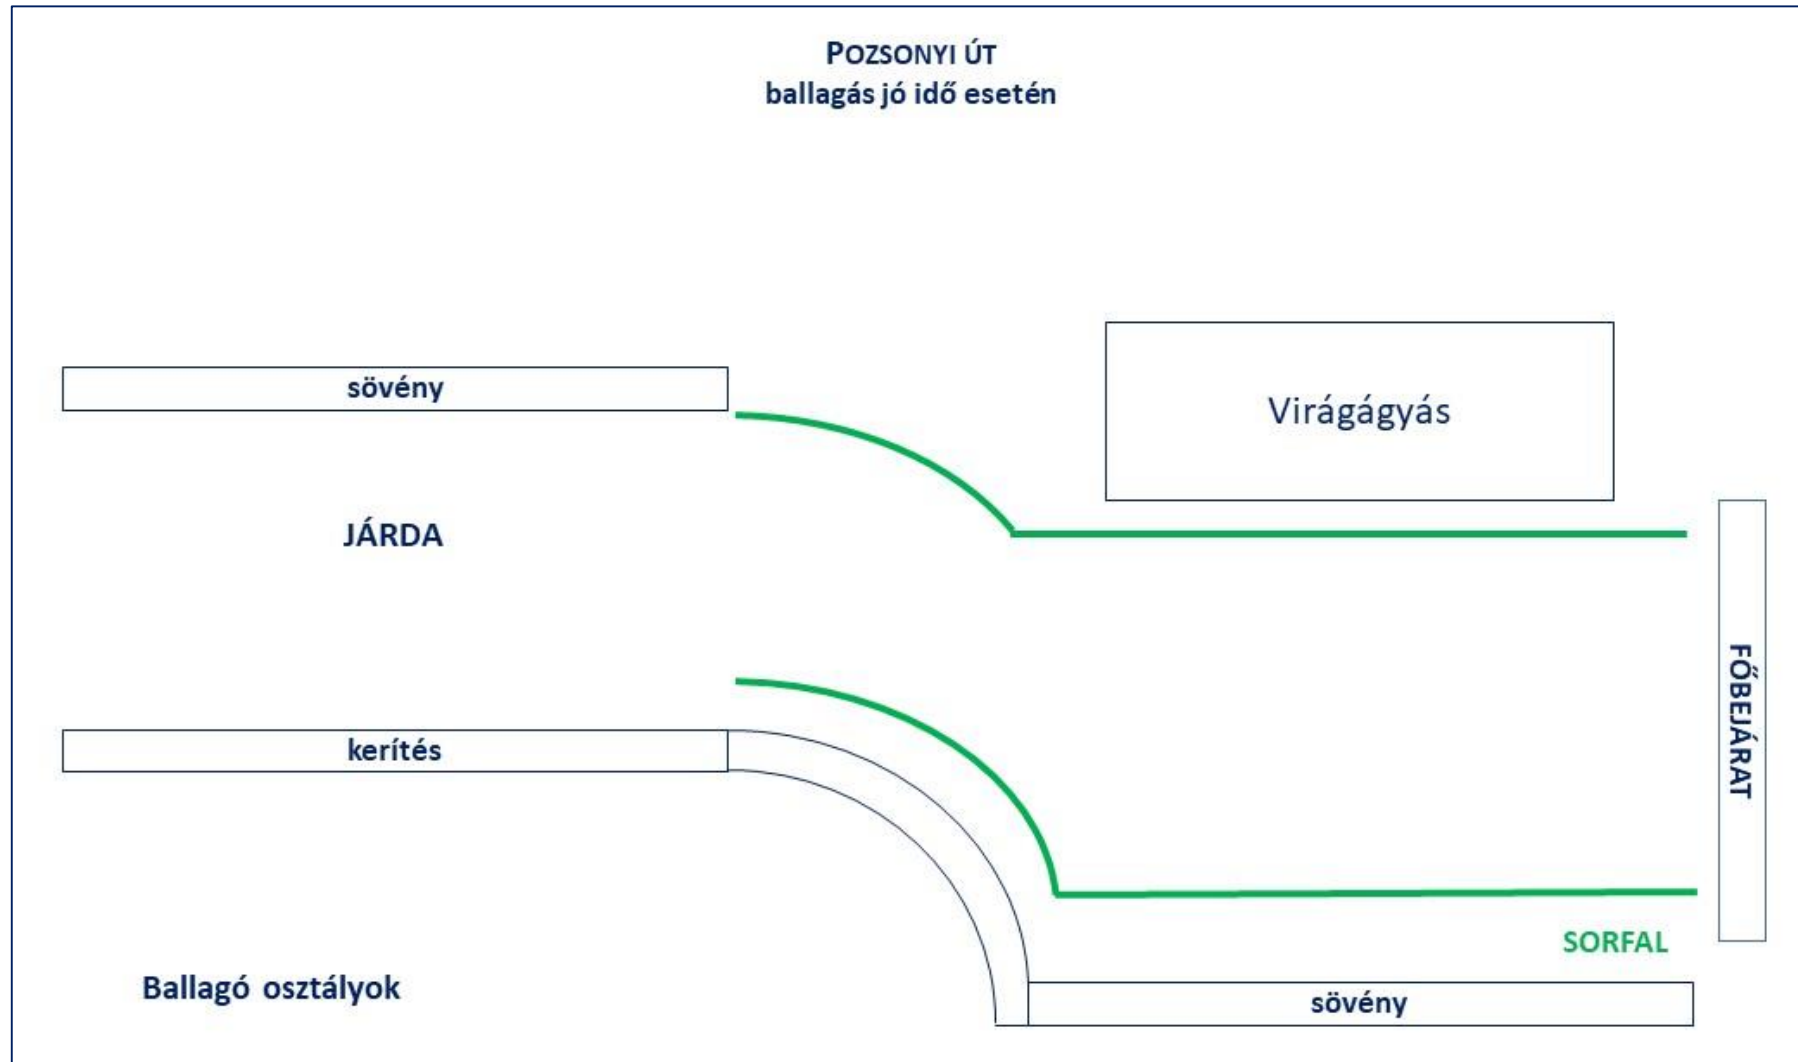 POZSONYI ÚT
ballagás jó idő esetén
sövény
Virágágyás
JÁRDA
FŐBEJÁRAT
kerítés
SORFAL
Ballagó osztályok
sövény